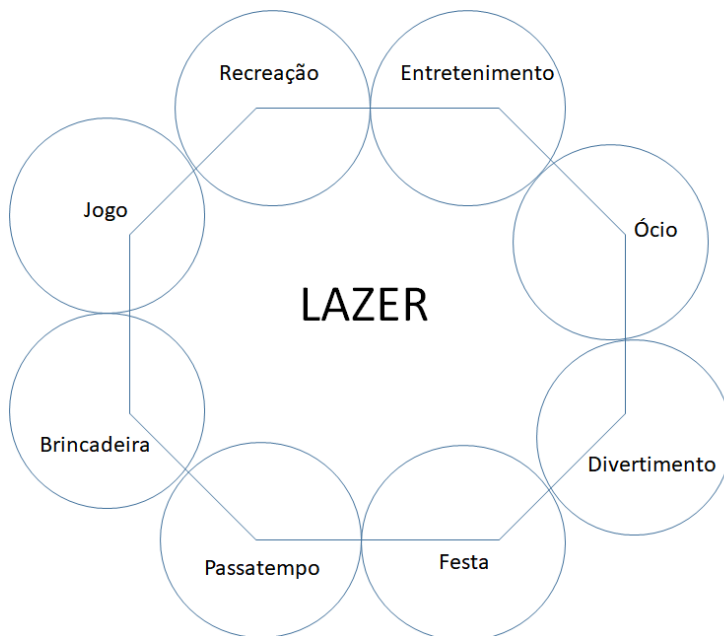 Recreação
Entretenimento
Jogo
Ócio
LAZER
Brincadeira
Divertimento
Passatempo
Festa